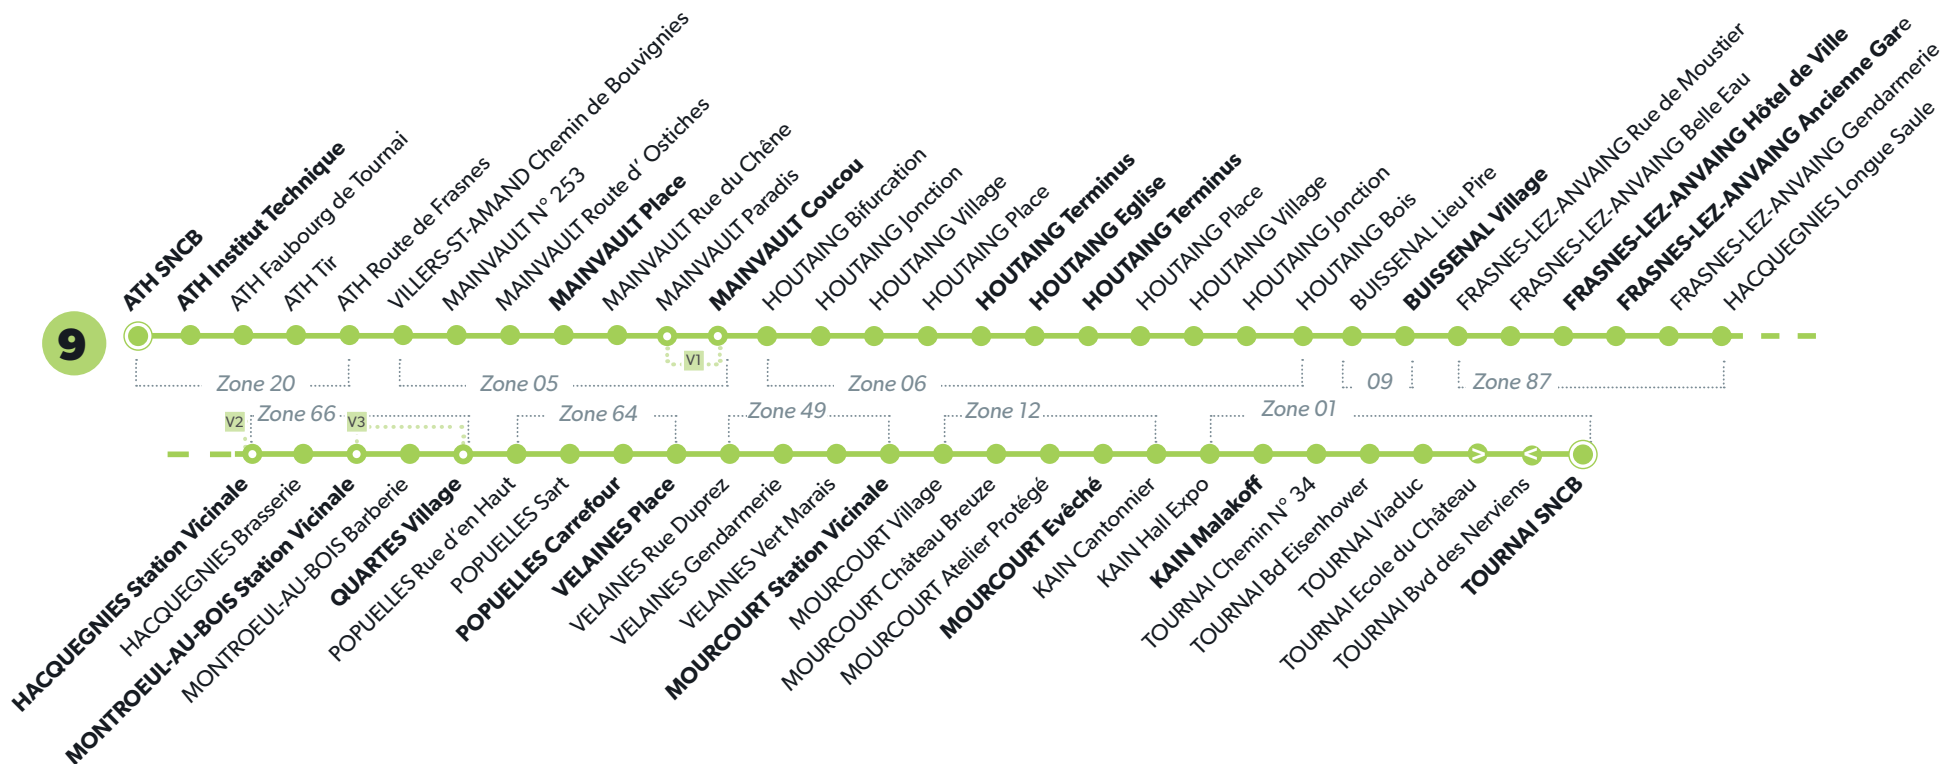 9
ATH SNCB
ATH Institut Technique
ATH Faubourg de Tournai
ATH Tir
ATH Route de Frasnes
VILLERS-ST-AMAND Chemin de Bouvignies
MAINVAULT N° 253
MAINVAULT Route d' Ostiches
MAINVAULT Place
MAINVAULT Rue du Chêne
MAINVAULT Paradis
MAINVAULT Coucou
HOUTAING Bifurcation
HOUTAING Jonction
HOUTAING Village
HOUTAING Place
HOUTAING Terminus
HOUTAING Eglise
HOUTAING Terminus
HOUTAING Place
HOUTAING Village
HOUTAING Jonction
HOUTAING Bois
BUISSENAL Lieu Pire
BUISSENAL Village
FRASNES-LEZ-ANVAING Rue de Moustier
FRASNES-LEZ-ANVAING Belle Eau
FRASNES-LEZ-ANVAING Hôtel de Ville
FRASNES-LEZ-ANVAING Ancienne Gare
FRASNES-LEZ-ANVAING Gendarmerie
HACQUEGNIES Longue Saule
V1
Zone 20
Zone 05
Zone 06
09
Zone 87
V2
Zone 66
V3
Zone 64
Zone 49
Zone 12
Zone 01
>
<
HACQUEGNIES Station Vicinale
HACQUEGNIES Brasserie
MONTROEUL-AU-BOIS Station Vicinale
MONTROEUL-AU-BOIS Barberie
QUARTES Village
POPUELLES Rue d'en Haut
POPUELLES Sart
POPUELLES Carrefour
VELAINES Place
VELAINES Rue Duprez
VELAINES Gendarmerie
VELAINES Vert Marais
MOURCOURT Station Vicinale
MOURCOURT Village
MOURCOURT Château Breuze
MOURCOURT Atelier Protégé
MOURCOURT Evêché
KAIN Cantonnier
KAIN Hall Expo
KAIN Malakoff
TOURNAI Chemin N° 34
TOURNAI Bd Eisenhower
TOURNAI Viaduc
TOURNAI Ecole du Château
TOURNAI Bvd des Nerviens
TOURNAI SNCB